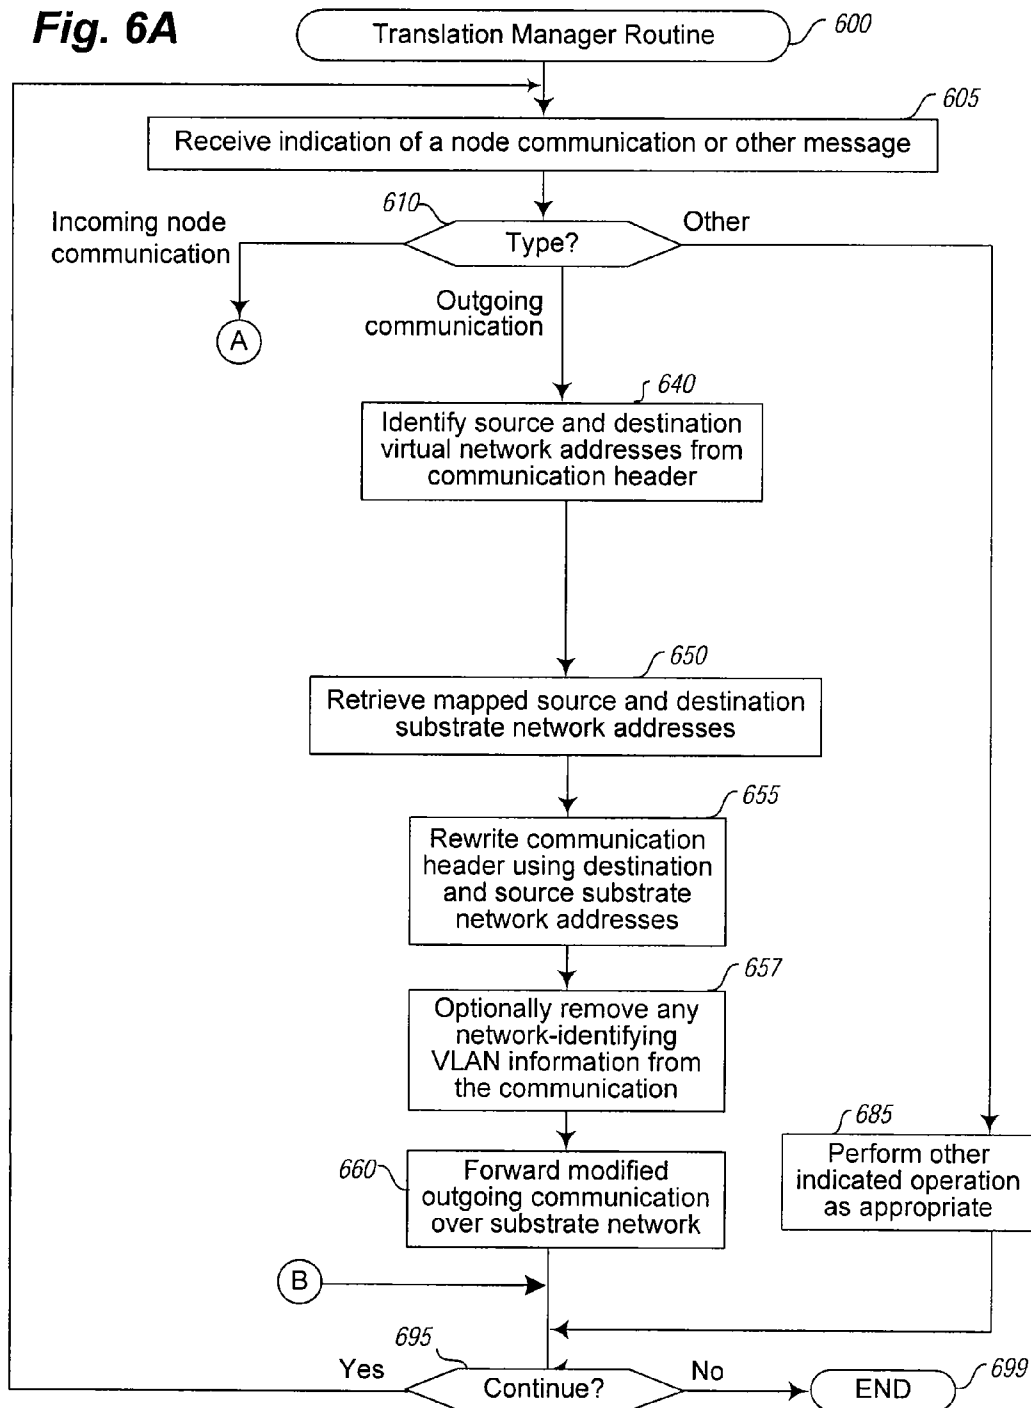 Fig. 6A
Translation Manager Routine
600
605
Receive indication of a node communication or other message
610
Incoming node
communication
Type?
Other
Outgoing
communication
A
640
Identify source and destination
virtual network addresses from
communication header
650
Retrieve mapped source and destination
substrate network addresses
655
Rewrite communication
header using destination
and source substrate
network addresses
657
Optionally remove any
network-identifying
VLAN information from
the communication
660
Forward modified
outgoing communication
over substrate network
685
Perform other
indicated operation
as appropriate
B
695
Yes
Continue?
No
END
699